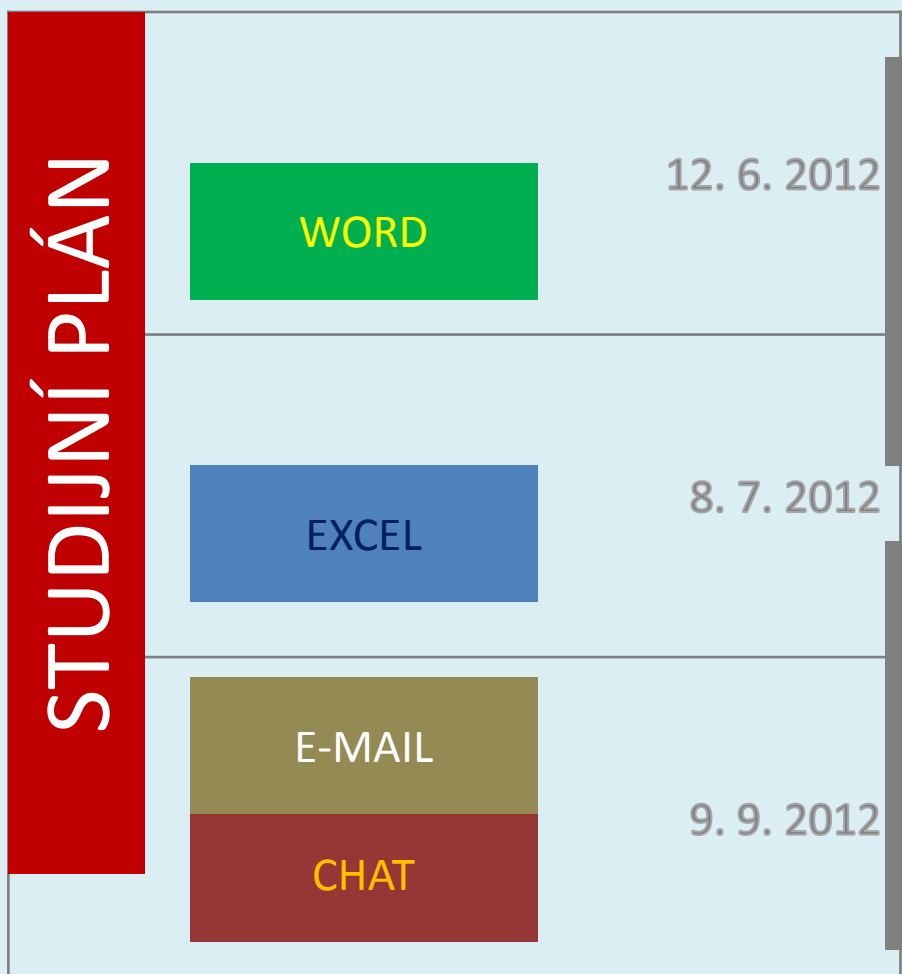 STUDIJNÍ PLÁN
WORD
12. 6. 2012
EXCEL
8. 7. 2012
E-MAIL
CHAT
9. 9. 2012